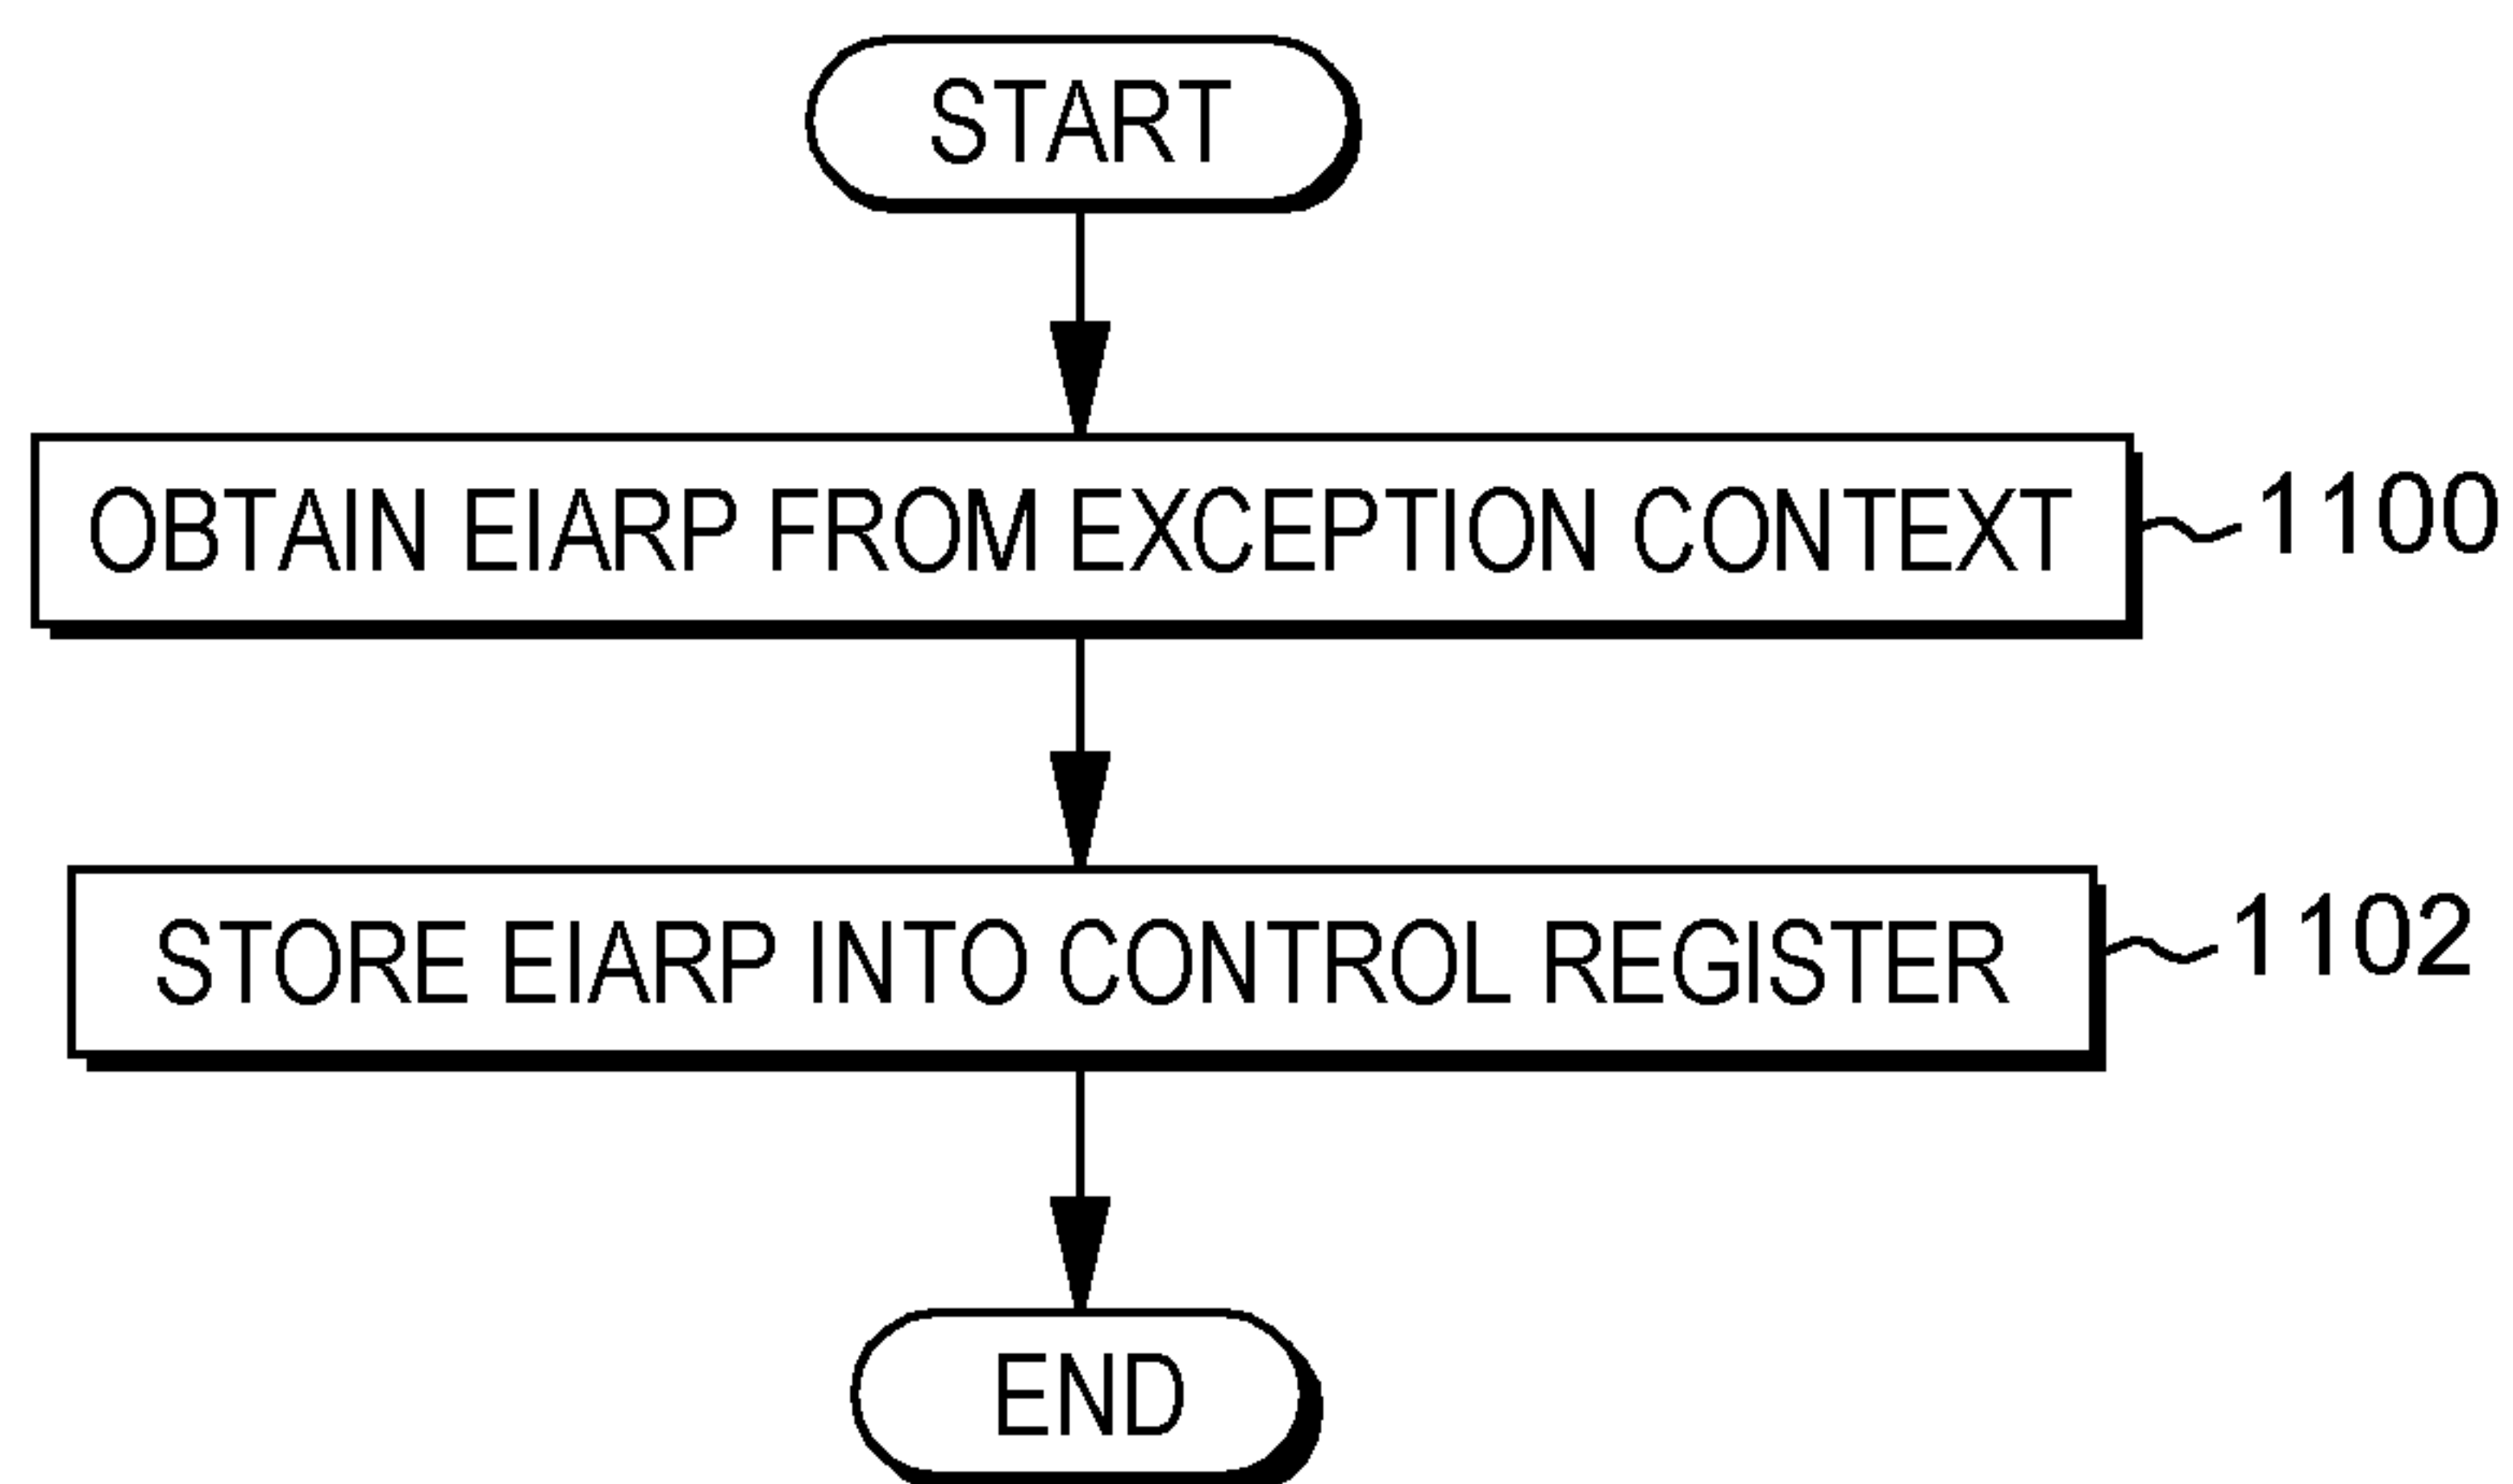 START
OBTAIN EIARP FROM EXCEPTION CONTEXT
1100
STORE EIARP INTO CONTROL REGISTER
1102
END